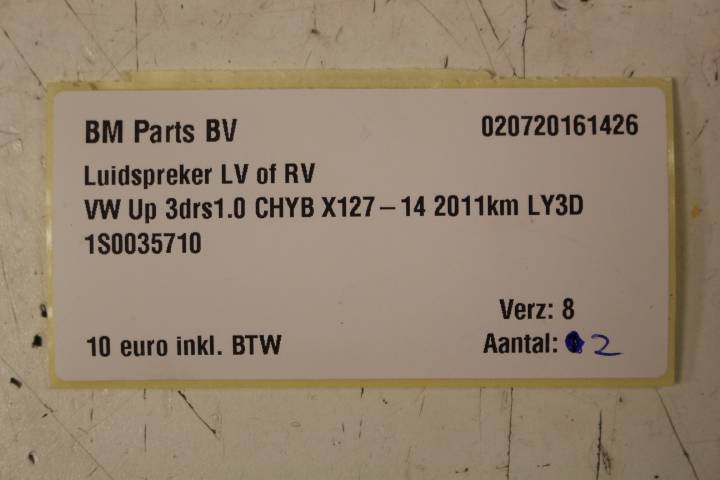 BM Parts BV 020720161426
Luidspreker LV of RV
VW Up 3drs1.0 CHYB X127-14 2011km LY3D
1S0035710
Verz: 8
10 euro inkl. BTW Aantal: 2